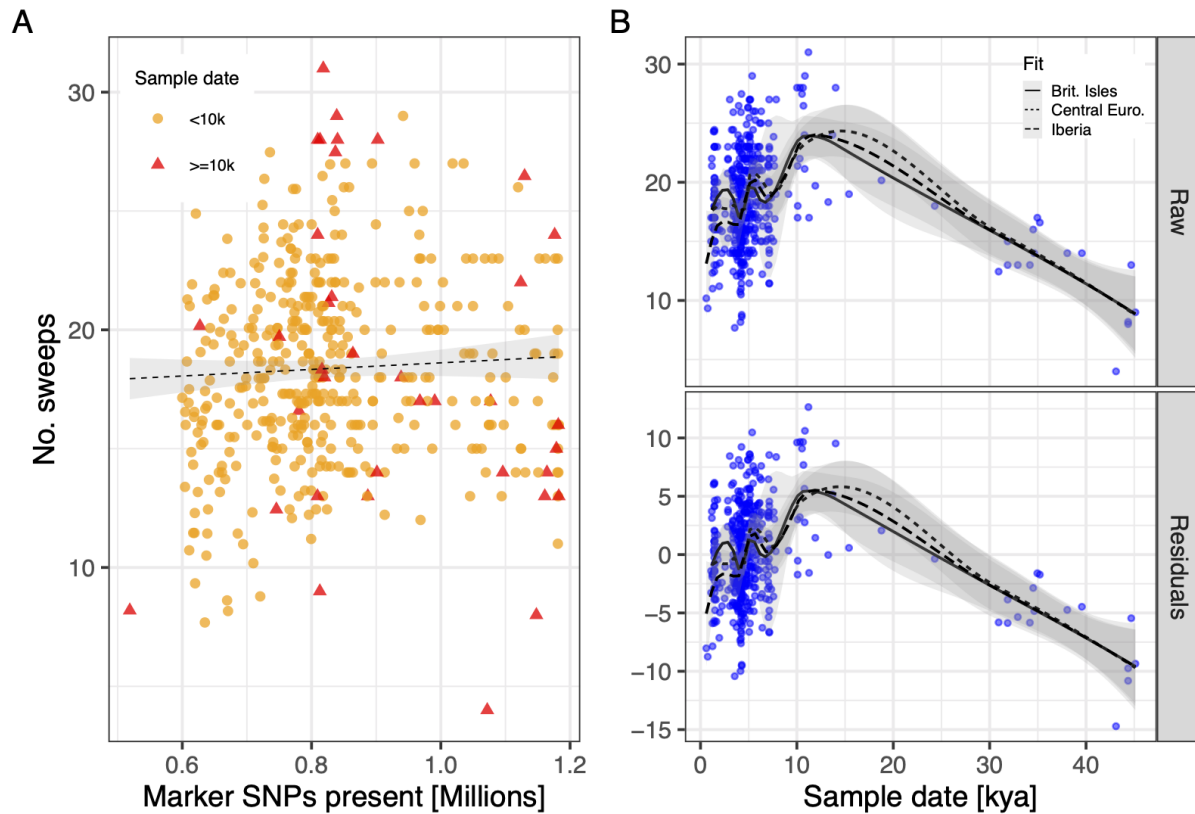 A
Sample date
<10k
>=10k
30
20
10
No. sweeps
0.6
0.8
1.0
1.2
Marker SNPs present [Millions]
B
Fit
Brit. Isles
Central Euro.
Iberia
30
20
10
Raw
10
5
0
−5
−10
−15
Residuals
0
10
20
30
40
Sample date [kya]